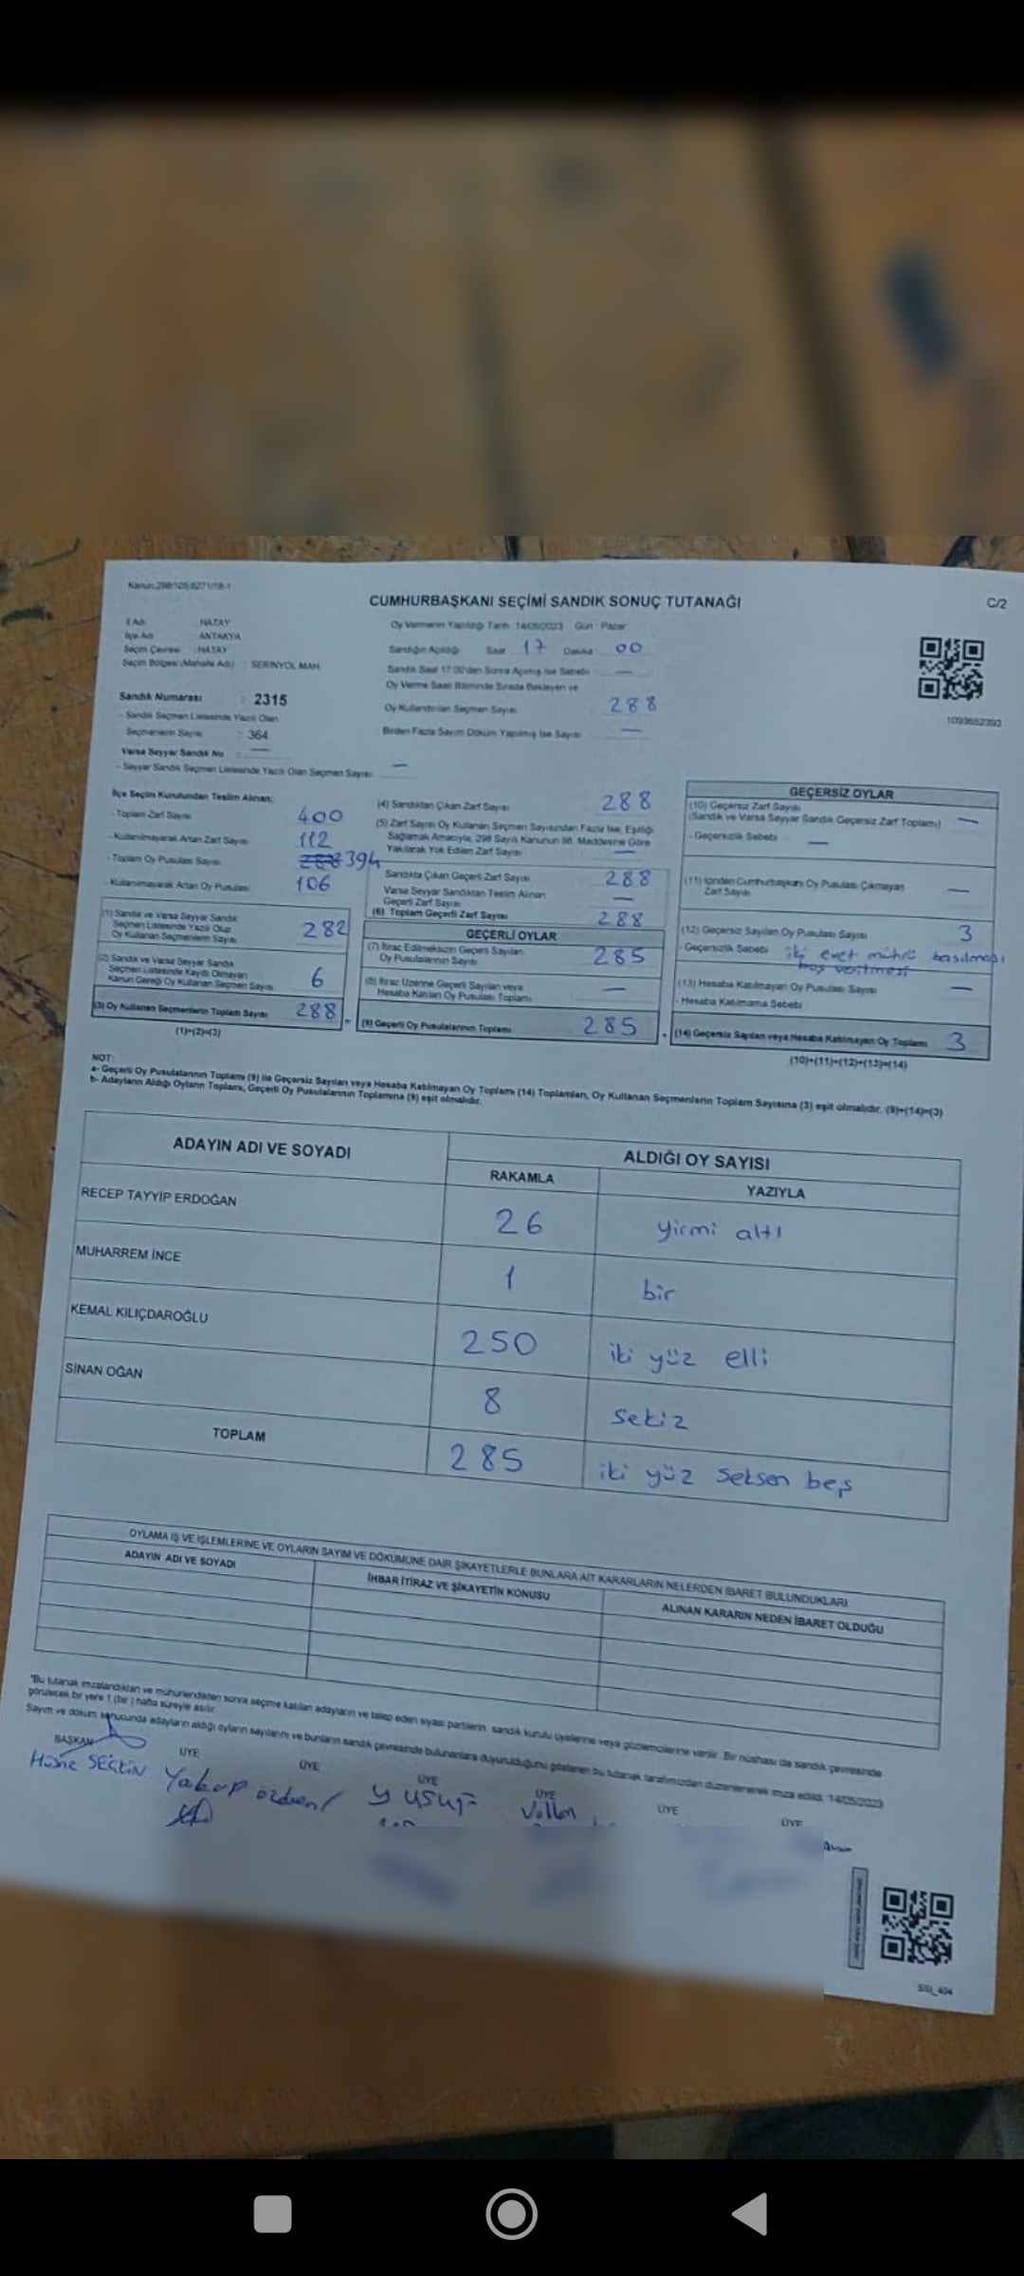 Kanun:298/105,6271/18-1
CUMHURBAŞKANI SEÇİMİ SANDIK SONUÇ TUTANAĞI
C/2
İl Adı : HATAY
İlçe Adı : ANTAKYA
Seçim Çevresi : HATAY
Seçim Bölgesi (Mahalle Adı) : SERİNYOL MAH.
Oy Vermenin Yapıldığı Tarih: 14/05/2023 Gün: Pazar
Sandığın Açıldığı Saat 17 Dakika 00
Sandık Saat 17.00'den Sonra Açılmış İse Sebebi —
Oy Verme Saati Bitiminde Sırada Bekleyen ve
Oy Kullandırılan Seçmen Sayısı 288
Birden Fazla Sayım Döküm Yapılmış İse Sayısı —
1093652393
Sandık Numarası : 2315
- Sandık Seçmen Listesinde Yazılı Olan
Seçmenlerin Sayısı : 364
Varsa Seyyar Sandık No : —
- Seyyar Sandık Seçmen Listesinde Yazılı Olan Seçmen Sayısı: —
İlçe Seçim Kurulundan Teslim Alınan;
- Toplam Zarf Sayısı 400
- Kullanılmayarak Artan Zarf Sayısı 112
- Toplam Oy Pusulası Sayısı 288 394
- Kullanılmayarak Artan Oy Pusulası 106
(1) Sandık ve Varsa Seyyar Sandık
Seçmen Listesinde Yazılı Olup
Oy Kullanan Seçmenlerin Sayısı 282
(2) Sandık ve Varsa Seyyar Sandık
Seçmen Listesinde Kayıtlı Olmayan
Kanun Gereği Oy Kullanan Seçmen Sayısı 6
(3) Oy Kullanan Seçmenlerin Toplam Sayısı 288
(1)+(2)=(3)
(4) Sandıktan Çıkan Zarf Sayısı 288
(5) Zarf Sayısı Oy Kullanan Seçmen Sayısından Fazla İse, Eşitliği
Sağlamak Amacıyla, 298 Sayılı Kanunun 98. Maddesine Göre
Yakılarak Yok Edilen Zarf Sayısı —
Sandıkta Çıkan Geçerli Zarf Sayısı 288
Varsa Seyyar Sandıktan Teslim Alınan
Geçerli Zarf Sayısı —
(6) Toplam Geçerli Zarf Sayısı 288
GEÇERLİ OYLAR
(7) İtiraz Edilmeksizin Geçerli Sayılan
Oy Pusulalarının Sayısı 285
(8) İtiraz Üzerine Geçerli Sayılan veya
Hesaba Katılan Oy Pusulası Toplamı —
(9) Geçerli Oy Pusulalarının Toplamı 285
GEÇERSİZ OYLAR
(10) Geçersiz Zarf Sayısı
(Sandık ve Varsa Seyyar Sandık Geçersiz Zarf Toplamı) —
- Geçersizlik Sebebi —
(11) İçinden Cumhurbaşkanı Oy Pusulası Çıkmayan
Zarf Sayısı —
(12) Geçersiz Sayılan Oy Pusulası Sayısı 3
- Geçersizlik Sebebi iki evet mührü basılması
boş verilmesi
(13) Hesaba Katılmayan Oy Pusulası Sayısı —
- Hesaba Katılmama Sebebi
(14) Geçersiz Sayılan veya Hesaba Katılmayan Oy Toplamı 3
(10)+(11)+(12)+(13)=(14)
NOT:
a- Geçerli Oy Pusulalarının Toplamı (9) ile Geçersiz Sayılan veya Hesaba Katılmayan Oy Toplamı (14) Toplamları, Oy Kullanan Seçmenlerin Toplam Sayısına (3) eşit olmalıdır. (9)+(14)=(3)
b- Adayların Aldığı Oyların Toplamı, Geçerli Oy Pusulalarının Toplamına (9) eşit olmalıdır.
ADAYIN ADI VE SOYADI
ALDIĞI OY SAYISI
RAKAMLA
YAZIYLA
RECEP TAYYİP ERDOĞAN 26 yirmi altı
MUHARREM İNCE 1 bir
KEMAL KILIÇDAROĞLU 250 iki yüz elli
SİNAN OĞAN 8 sekiz
TOPLAM 285 iki yüz seksen beş
OYLAMA İŞ VE İŞLEMLERİNE VE OYLARIN SAYIM VE DÖKÜMÜNE DAİR ŞİKAYETLERLE BUNLARA AİT KARARLARIN NELERDEN İBARET BULUNDUKLARI
ADAYIN ADI VE SOYADI
İHBAR İTİRAZ VE ŞİKAYETİN KONUSU
ALINAN KARARIN NEDEN İBARET OLDUĞU
"Bu tutanak imzalandıktan ve mühürlendikten sonra seçime katılan adayların ve talep eden siyasi partilerin sandık kurulu üyelerine veya gözlemcilerine verilir. Bir nüshası da sandık çevresinde
görülecek bir yere 1 (bir) hafta süreyle asılır.
Sayım ve döküm sonucunda adayların aldığı oyların sayılarını ve bunların sandık çevresinde bulunanlara duyurulduğunu gösteren bu tutanak tarafımızdan düzenlenerek imza edildi. 14/05/2023
BAŞKAN ÜYE ÜYE ÜYE ÜYE ÜYE ÜYE
SEÇKİN Yakup Yusuf
SSI_404